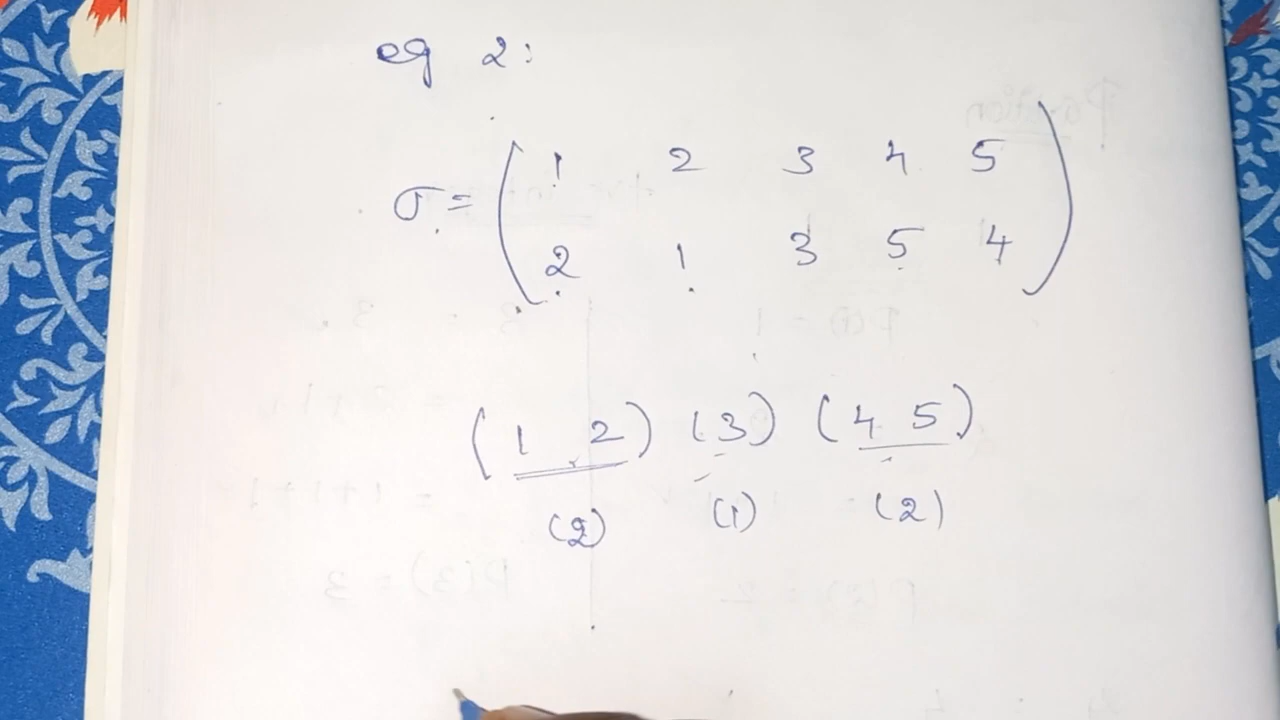 eg 2:
1 2 3 4 5
σ = ( )
2 1 3 5 4
(1 2) (3) (4 5)
(2) (1) (2)